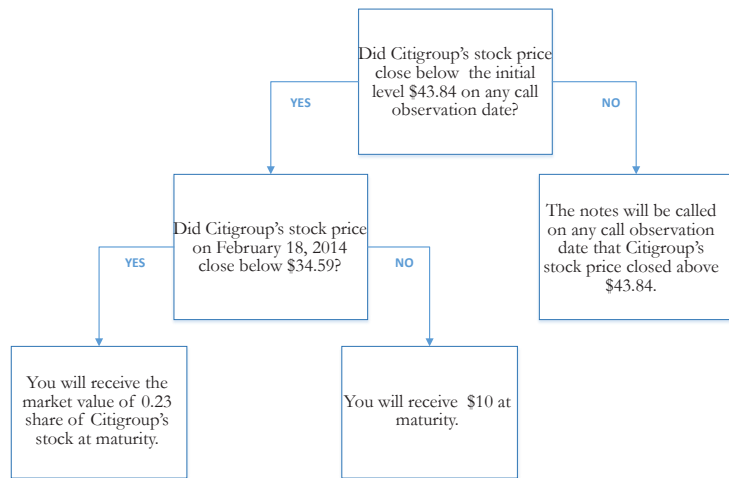 Did Citigroup's stock price
close below the initial
level $43.84 on any call
observation date?
YES
NO
Did Citigroup's stock price
on February 18, 2014
close below $34.59?
The notes will be called
on any call observation
date that Citigroup's
stock price closed above
$43.84.
YES
NO
You will receive the
market value of 0.23
share of Citigroup's
stock at maturity.
You will receive $10 at
maturity.